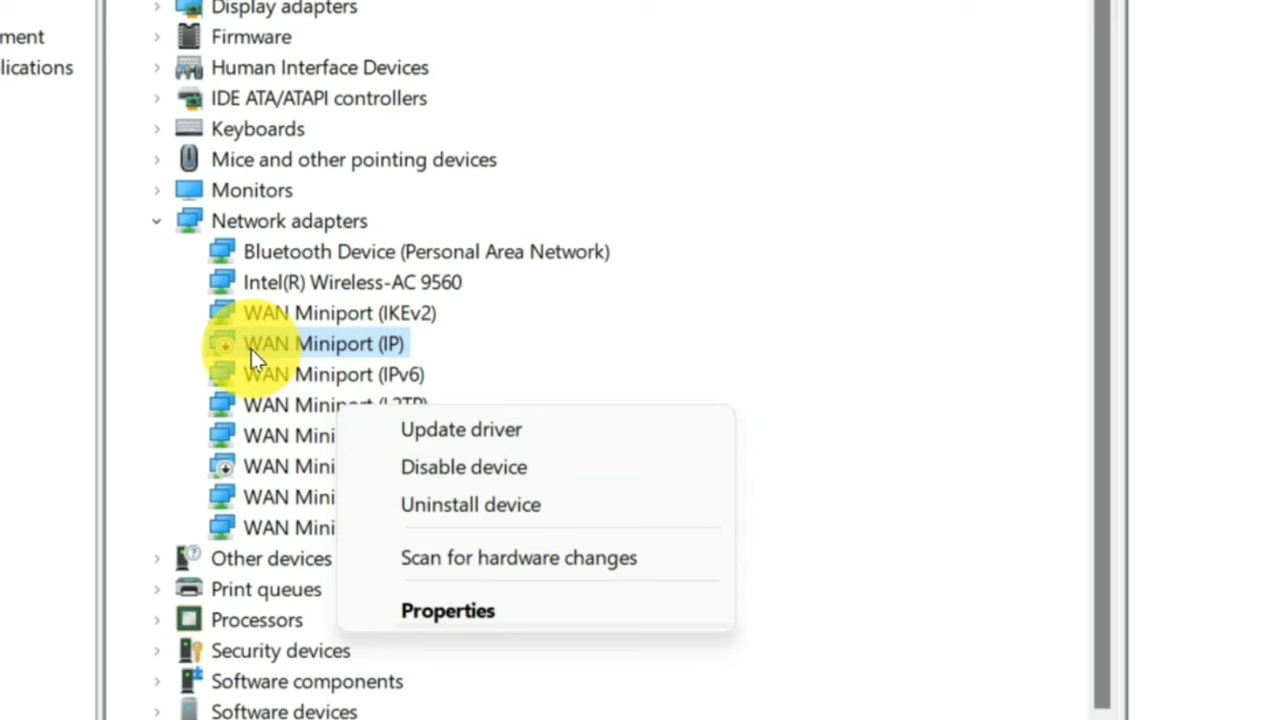 Display adapters
ment
Firmware
lications
Human Interface Devices
IDE ATA/ATAPI controllers
Keyboards
Mice and other pointing devices
Monitors
Network adapters
Bluetooth Device (Personal Area Network)
Intel(R) Wireless-AC 9560
WAN Miniport (IKEv2)
WAN Miniport (IP)
WAN Miniport (IPv6)
WAN Miniport (L2TP)
WAN Mini
WAN Mini
WAN Mini
WAN Mini
Update driver
Disable device
Uninstall device
Scan for hardware changes
Properties
Other devices
Print queues
Processors
Security devices
Software components
Software devices